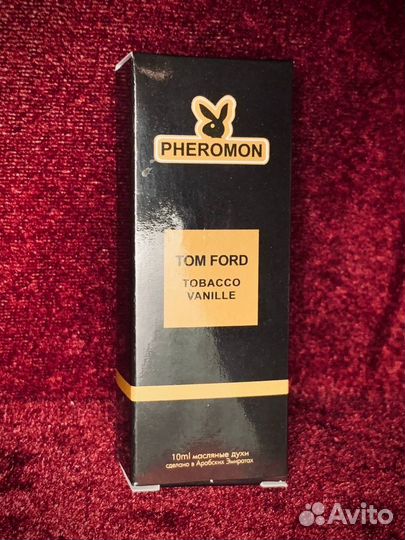 PHEROMON
TOM FORD
TOBACCO
VANILLE
10ml масляные духи
сделано в Арабских Эмиратах
Avito